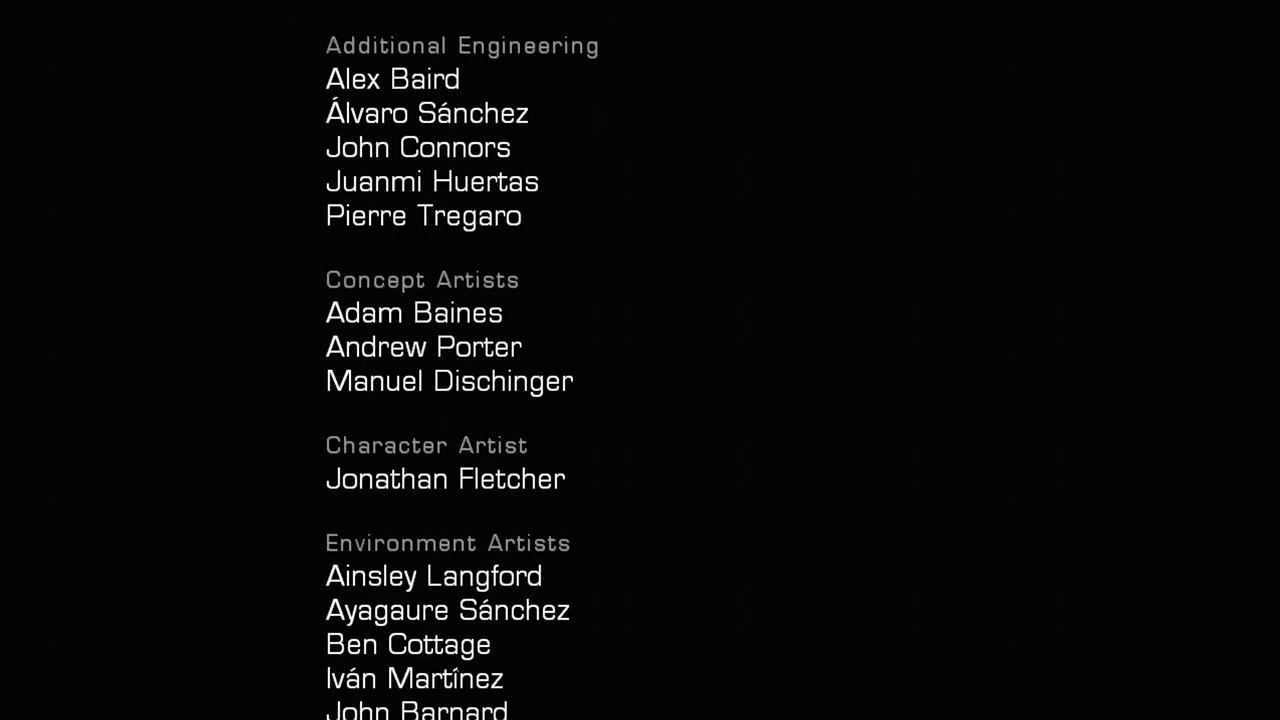 Additional Engineering
Alex Baird
Álvaro Sánchez
John Connors
Juanmi Huertas
Pierre Tregaro
Concept Artists
Adam Baines
Andrew Porter
Manuel Dischinger
Character Artist
Jonathan Fletcher
Environment Artists
Ainsley Langford
Ayagaure Sánchez
Ben Cottage
Iván Martínez
John Barnard